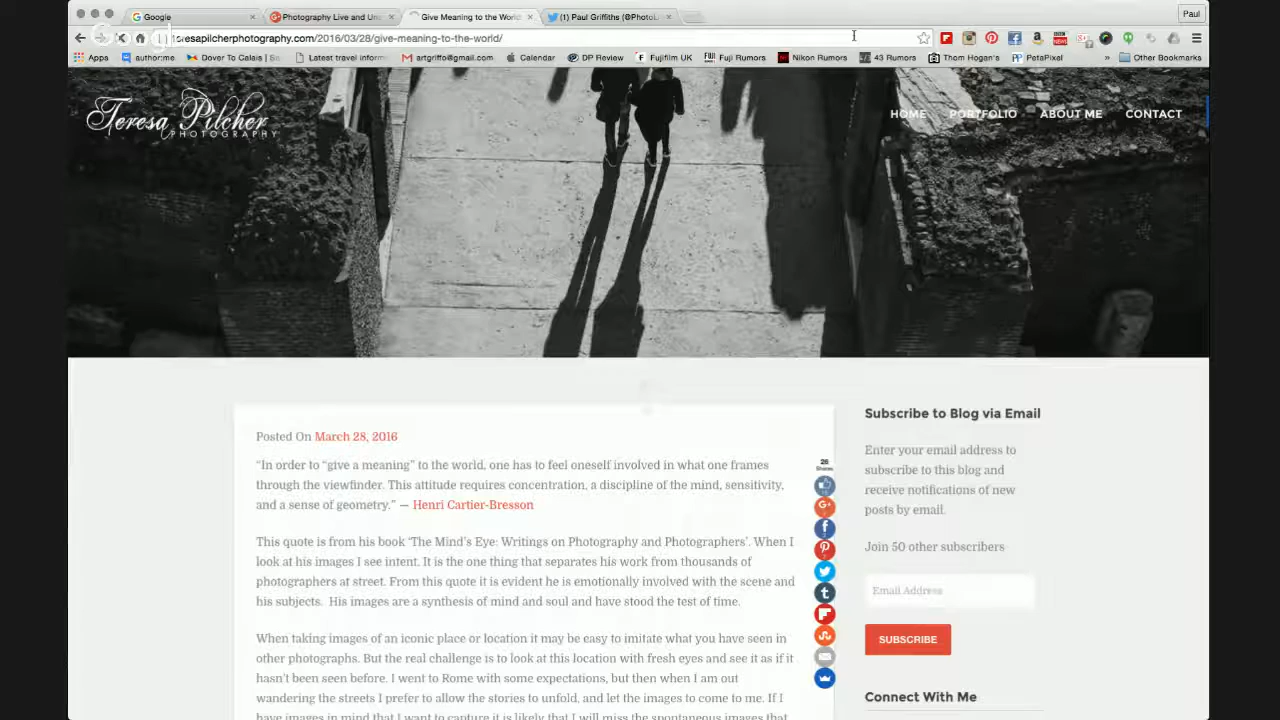 Google
Photography Live and Un
Give Meaning to the World
(1) Paul Griffiths (@PhotoL
Paul
teresapilcherphotography.com/2016/03/28/give-meaning-to-the-world/
Apps
author:me
Dover To Calais | So
Latest travel inform
artgriffo@gmail.com
Calendar
DP Review
Fujifilm UK
Fuji Rumors
Nikon Rumors
43 Rumors
Thom Hogan's
PetaPixel
»
Other Bookmarks
Teresa Pilcher
PHOTOGRAPHY
HOME
PORTFOLIO
ABOUT ME
CONTACT
Posted On March 28, 2016
“In order to “give a meaning” to the world, one has to feel oneself involved in what one frames
through the viewfinder. This attitude requires concentration, a discipline of the mind, sensitivity,
and a sense of geometry.” — Henri Cartier-Bresson
This quote is from his book ‘The Mind’s Eye: Writings on Photography and Photographers’. When I
look at his images I see intent. It is the one thing that separates his work from thousands of
photographers at street. From this quote it is evident he is emotionally involved with the scene and
his subjects. His images are a synthesis of mind and soul and have stood the test of time.
When taking images of an iconic place or location it may be easy to imitate what you have seen in
other photographs. But the real challenge is to look at this location with fresh eyes and see it as if it
hasn’t been seen before. I went to Rome with some expectations, but then when I am out
wandering the streets I prefer to allow the stories to unfold, and let the images to come to me. If I
have images in mind that I want to capture it is likely that I will miss the spontaneous images that
26
Shares
Subscribe to Blog via Email
Enter your email address to
subscribe to this blog and
receive notifications of new
posts by email.
Join 50 other subscribers
Email Address
SUBSCRIBE
Connect With Me